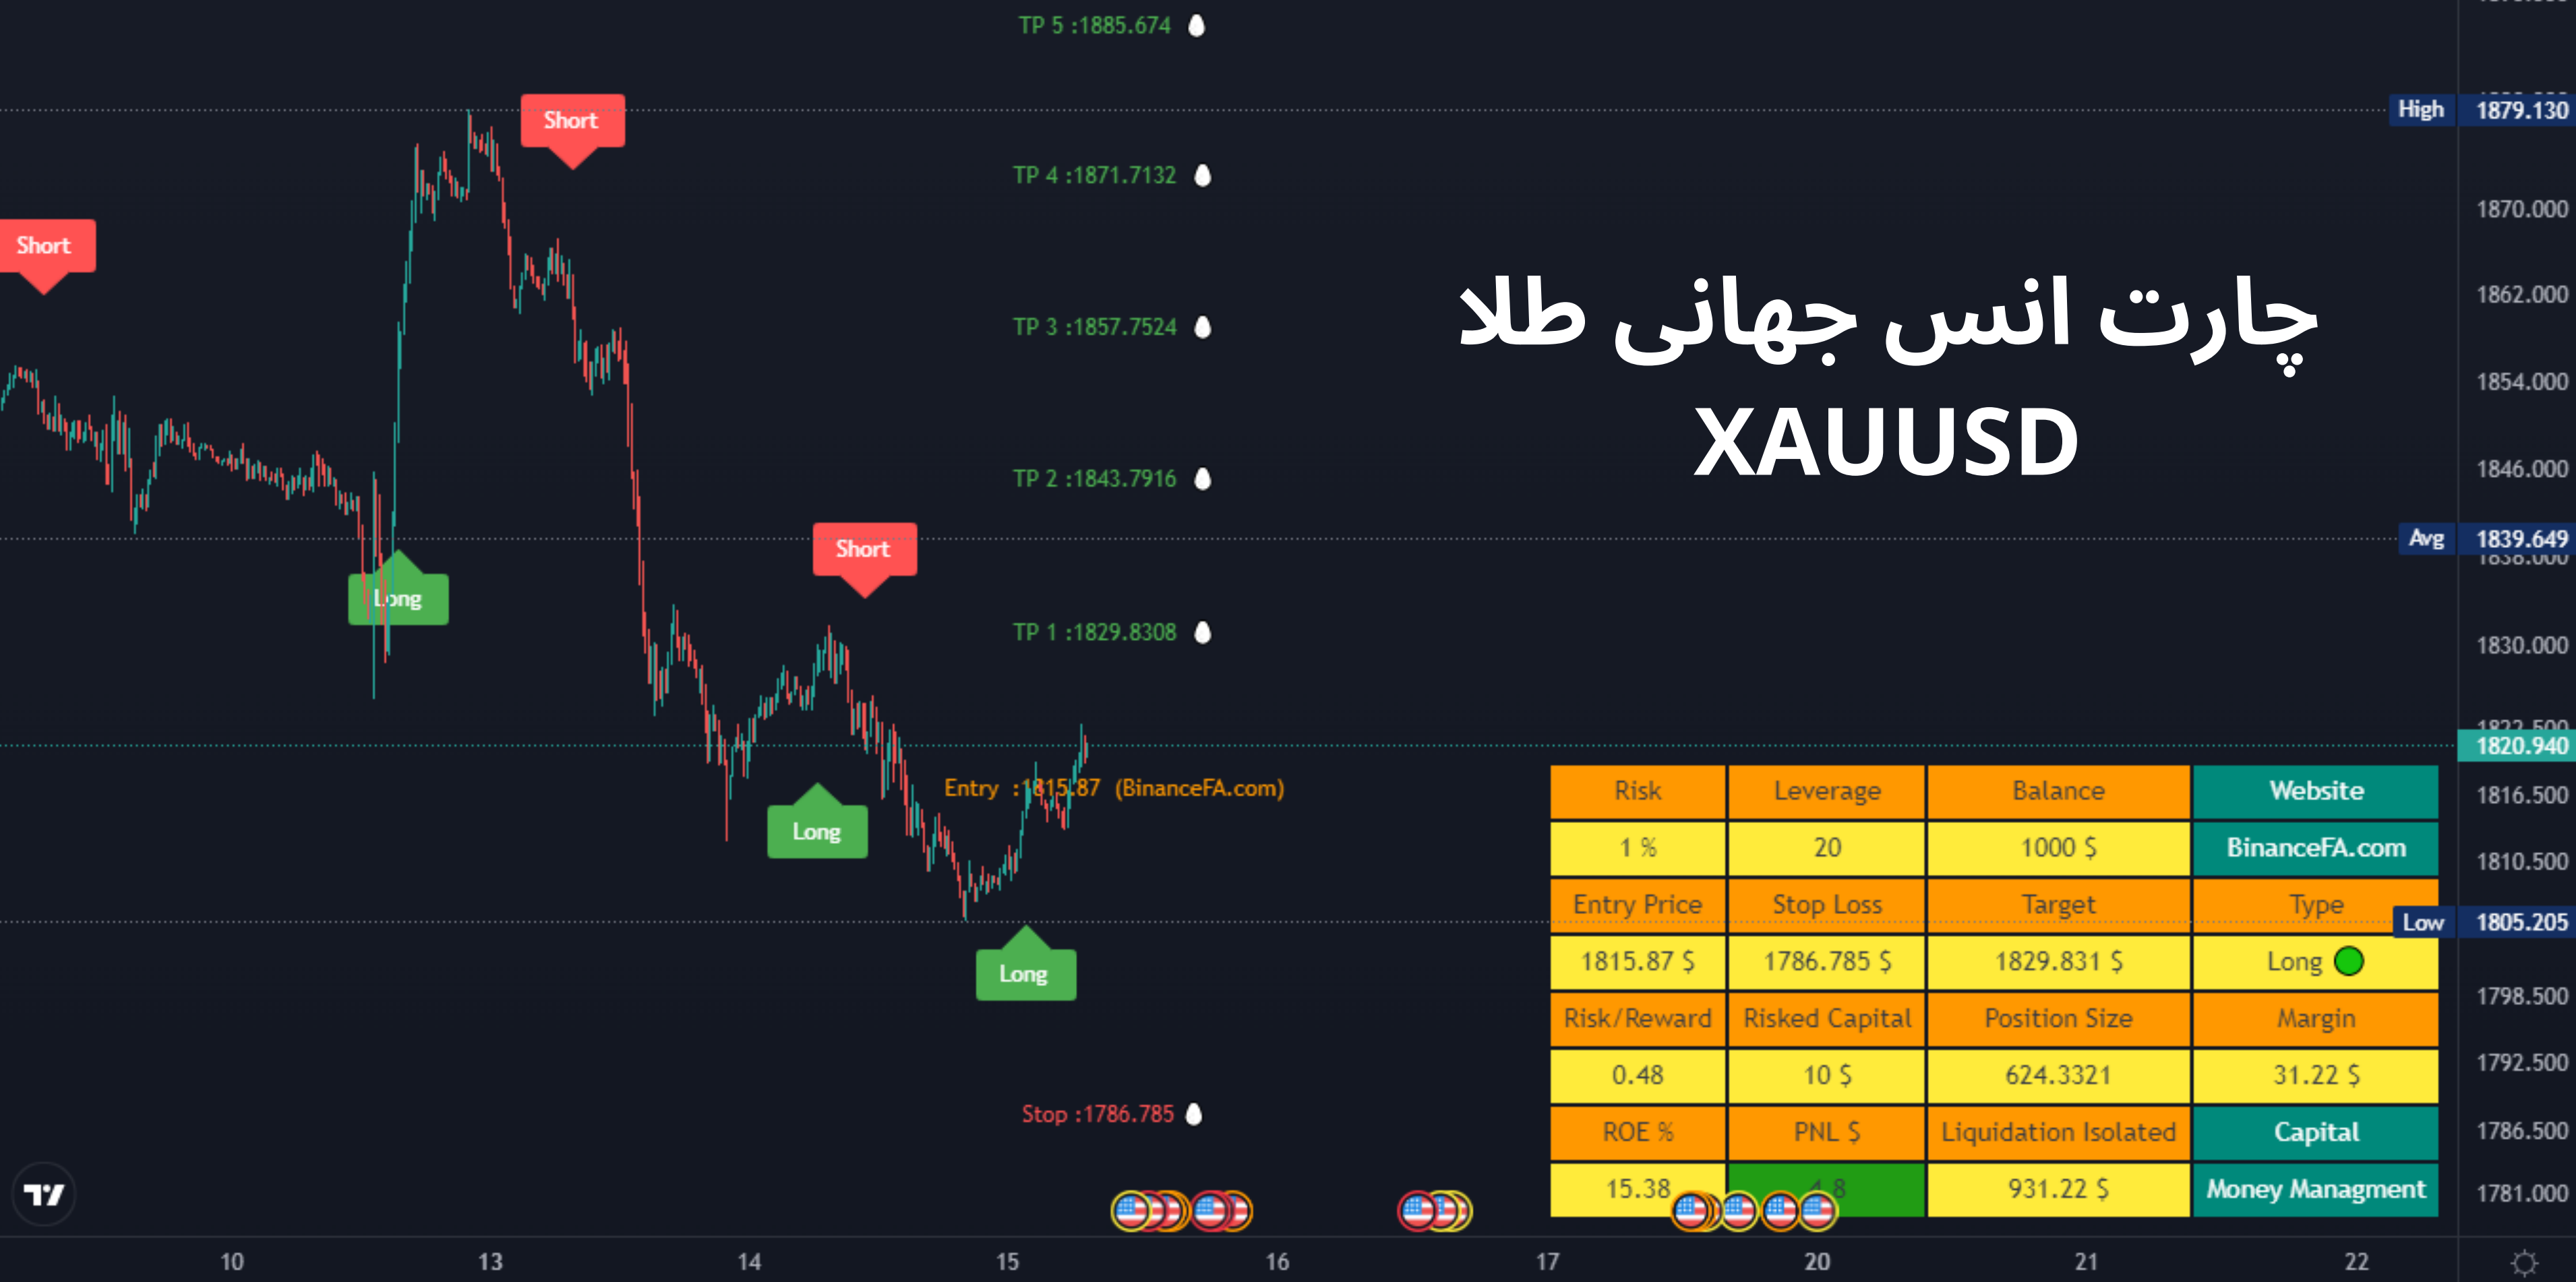 TP 5 :1885.674
High 1879.130
Short
TP 4 :1871.7132
1870.000
Short
چارت انس جهانی طلا
XAUUSD
1862.000
TP 3 :1857.7524
1854.000
TP 2 :1843.7916
1846.000
Avg 1839.649
1838.000
Short
Long
TP 1 :1829.8308
1830.000
1822.500
1820.940
Entry :1815.87 (BinanceFA.com)
1816.500
Long
1810.500
Low 1805.205
Long
1798.500
1792.500
Stop :1786.785
1786.500
1781.000
Risk Leverage Balance Website
1 % 20 1000 $ BinanceFA.com
Entry Price Stop Loss Target Type
1815.87 $ 1786.785 $ 1829.831 $ Long
Risk/Reward Risked Capital Position Size Margin
0.48 10 $ 624.3321 31.22 $
ROE % PNL $ Liquidation Isolated Capital
15.38 4.8 931.22 $ Money Managment
10 13 14 15 16 17 20 21 22